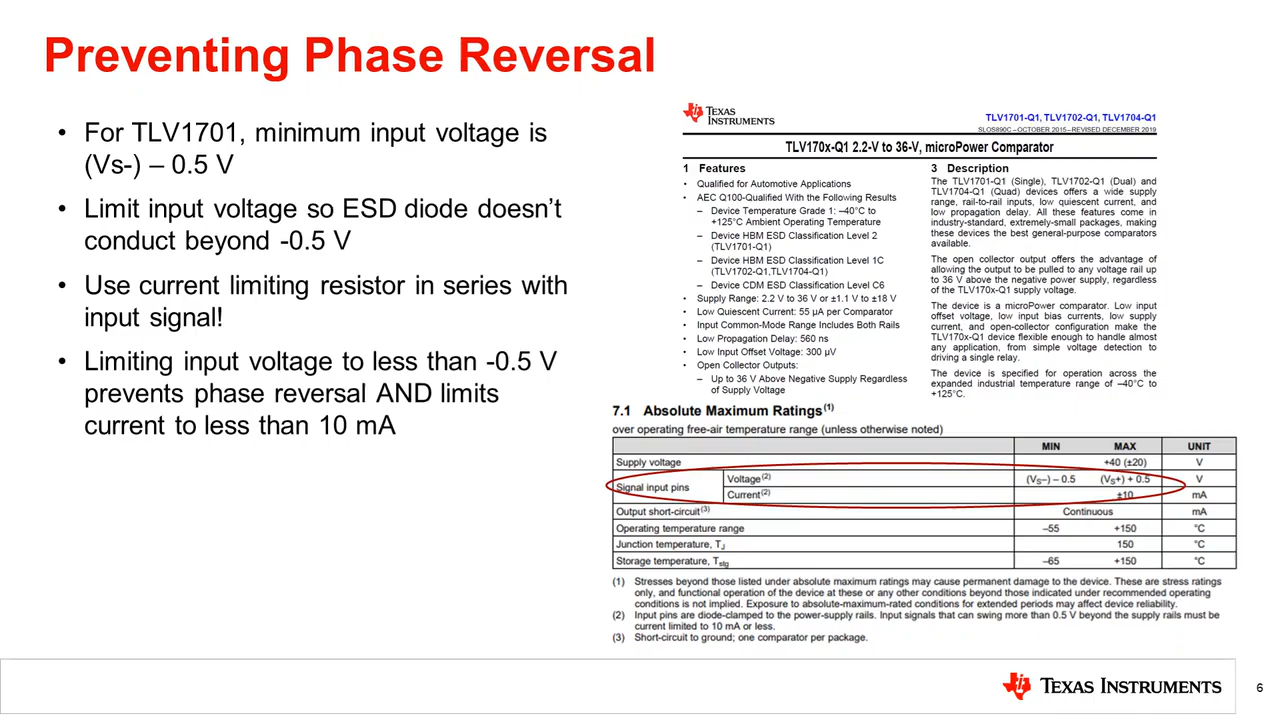 Preventing Phase Reversal
• For TLV1701, minimum input voltage is
(Vs-) – 0.5 V
• Limit input voltage so ESD diode doesn’t
conduct beyond -0.5 V
• Use current limiting resistor in series with
input signal!
• Limiting input voltage to less than -0.5 V
prevents phase reversal AND limits
current to less than 10 mA
TEXAS
INSTRUMENTS
TLV1701-Q1, TLV1702-Q1, TLV1704-Q1
SLOS890C – OCTOBER 2015 – REVISED DECEMBER 2019
TLV170x-Q1 2.2-V to 36-V, microPower Comparator
1 Features
• Qualified for Automotive Applications
• AEC Q100-Qualified With the Following Results
– Device Temperature Grade 1: –40°C to
+125°C Ambient Operating Temperature
– Device HBM ESD Classification Level 2
(TLV1701-Q1)
– Device HBM ESD Classification Level 1C
(TLV1702-Q1,TLV1704-Q1)
– Device CDM ESD Classification Level C6
• Supply Range: 2.2 V to 36 V or ±1.1 V to ±18 V
• Low Quiescent Current: 55 µA per Comparator
• Input Common-Mode Range Includes Both Rails
• Low Propagation Delay: 560 ns
• Low Input Offset Voltage: 300 µV
• Open Collector Outputs:
– Up to 36 V Above Negative Supply Regardless
of Supply Voltage
3 Description
The TLV1701-Q1 (Single), TLV1702-Q1 (Dual) and
TLV1704-Q1 (Quad) devices offers a wide supply
range, rail-to-rail inputs, low quiescent current, and
low propagation delay. All these features come in
industry-standard, extremely-small packages, making
these devices the best general-purpose comparators
available.
The open collector output offers the advantage of
allowing the output to be pulled to any voltage rail up
to 36 V above the negative power supply, regardless
of the TLV170x-Q1 supply voltage.
The device is a microPower comparator. Low input
offset voltage, low input bias currents, low supply
current, and open-collector configuration make the
TLV170x-Q1 device flexible enough to handle almost
any application, from simple voltage detection to
driving a single relay.
The device is specified for operation across the
expanded industrial temperature range of –40°C to
+125°C.
7.1 Absolute Maximum Ratings(1)
over operating free-air temperature range (unless otherwise noted)
MIN MAX UNIT
Supply voltage +40 (±20) V
Signal input pins Voltage(2) (VS–) – 0.5 (VS+) + 0.5 V
Current(2) ±10 mA
Output short-circuit(3) Continuous mA
Operating temperature range –55 +150 °C
Junction temperature, TJ 150 °C
Storage temperature, Tstg –65 +150 °C
(1) Stresses beyond those listed under absolute maximum ratings may cause permanent damage to the device. These are stress ratings
only, and functional operation of the device at these or any other conditions beyond those indicated under recommended operating
conditions is not implied. Exposure to absolute-maximum-rated conditions for extended periods may affect device reliability.
(2) Input pins are diode-clamped to the power-supply rails. Input signals that can swing more than 0.5 V beyond the supply rails must be
current limited to 10 mA or less.
(3) Short-circuit to ground; one comparator per package.
TEXAS INSTRUMENTS
6